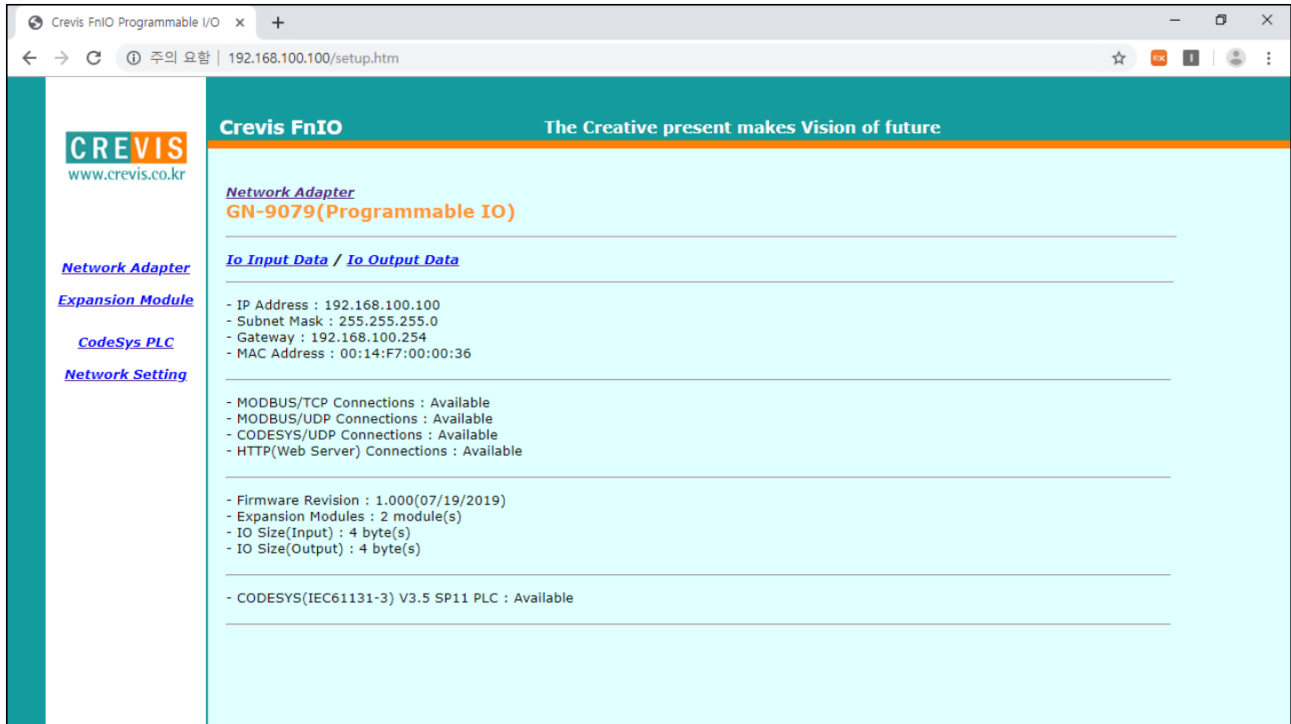 Crevis FnIO Programmable I/O
주의 요함 | 192.168.100.100/setup.htm
CREVIS
www.crevis.co.kr
Network Adapter
Expansion Module
CodeSys PLC
Network Setting
Crevis FnIO The Creative present makes Vision of future
Network Adapter
GN-9079(Programmable IO)
Io Input Data / Io Output Data
- IP Address : 192.168.100.100
- Subnet Mask : 255.255.255.0
- Gateway : 192.168.100.254
- MAC Address : 00:14:F7:00:00:36
- MODBUS/TCP Connections : Available
- MODBUS/UDP Connections : Available
- CODESYS/UDP Connections : Available
- HTTP(Web Server) Connections : Available
- Firmware Revision : 1.000(07/19/2019)
- Expansion Modules : 2 module(s)
- IO Size(Input) : 4 byte(s)
- IO Size(Output) : 4 byte(s)
- CODESYS(IEC61131-3) V3.5 SP11 PLC : Available